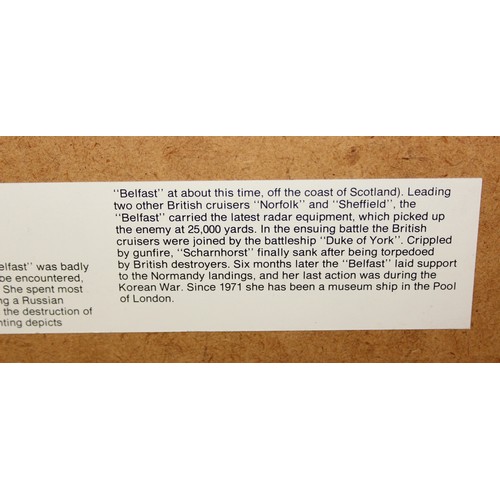 elfast'' was badly
be encountered,
She spent most
ng a Russian
the destruction of
nting depicts
''Belfast'' at about this time, off the coast of Scotland). Leading
two other British cruisers ''Norfolk'' and ''Sheffield'', the
''Belfast'' carried the latest radar equipment, which picked up
the enemy at 25,000 yards. In the ensuing battle the British
cruisers were joined by the battleship ''Duke of York''. Crippled
by gunfire, ''Scharnhorst'' finally sank after being torpedoed
by British destroyers. Six months later the ''Belfast'' laid support
to the Normandy landings, and her last action was during the
Korean War. Since 1971 she has been a museum ship in the Pool
of London.